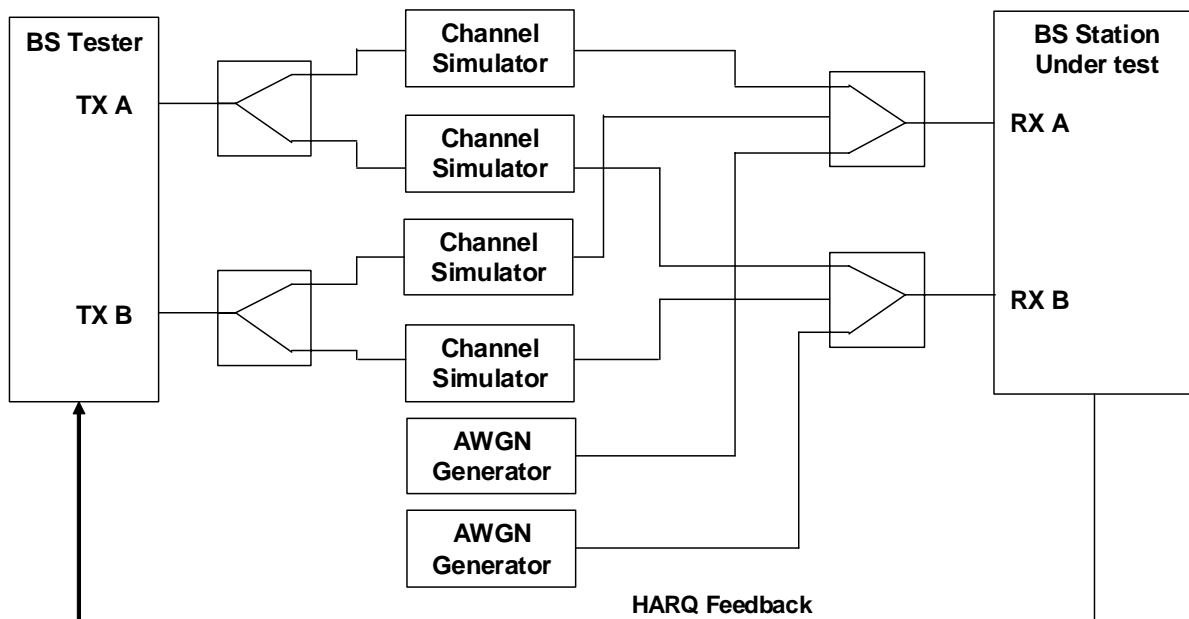 BS Tester
TX A
TX B
Channel
Simulator
Channel
Simulator
Channel
Simulator
Channel
Simulator
AWGN
Generator
AWGN
Generator
BS Station
Under test
RX A
RX B
HARQ Feedback